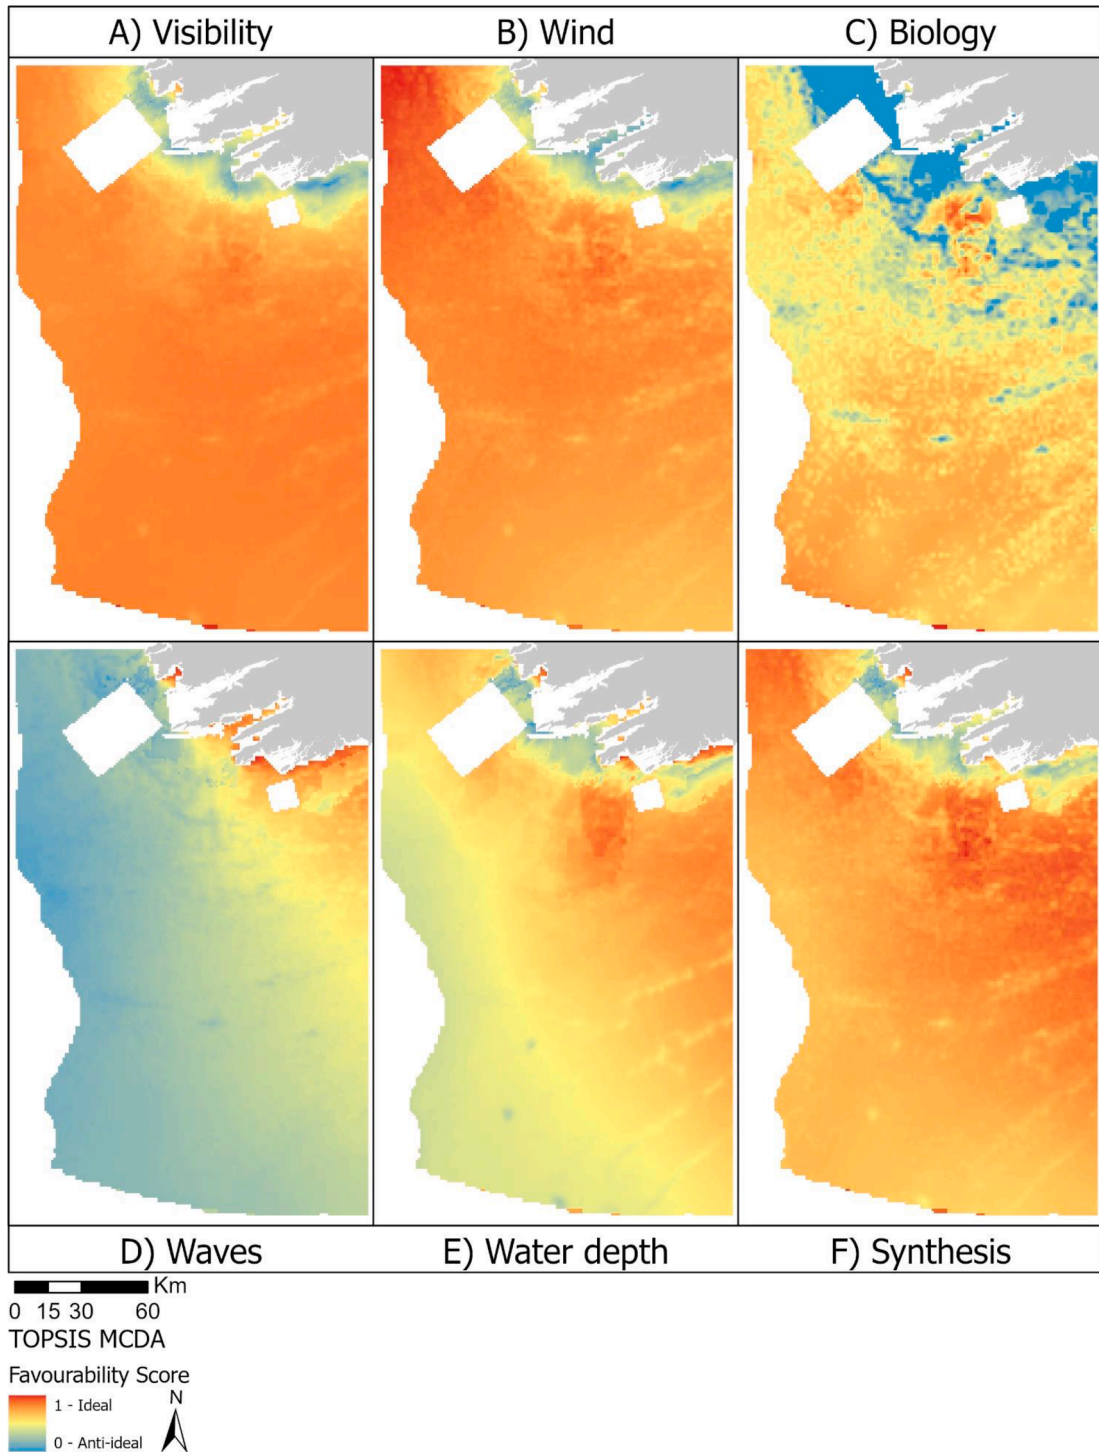 A) Visibility
B) Wind
C) Biology
D) Waves
E) Water depth
F) Synthesis
Km
0 15 30 60
TOPSIS MCDA
Favourability Score
1 - Ideal
0 - Anti-ideal
N